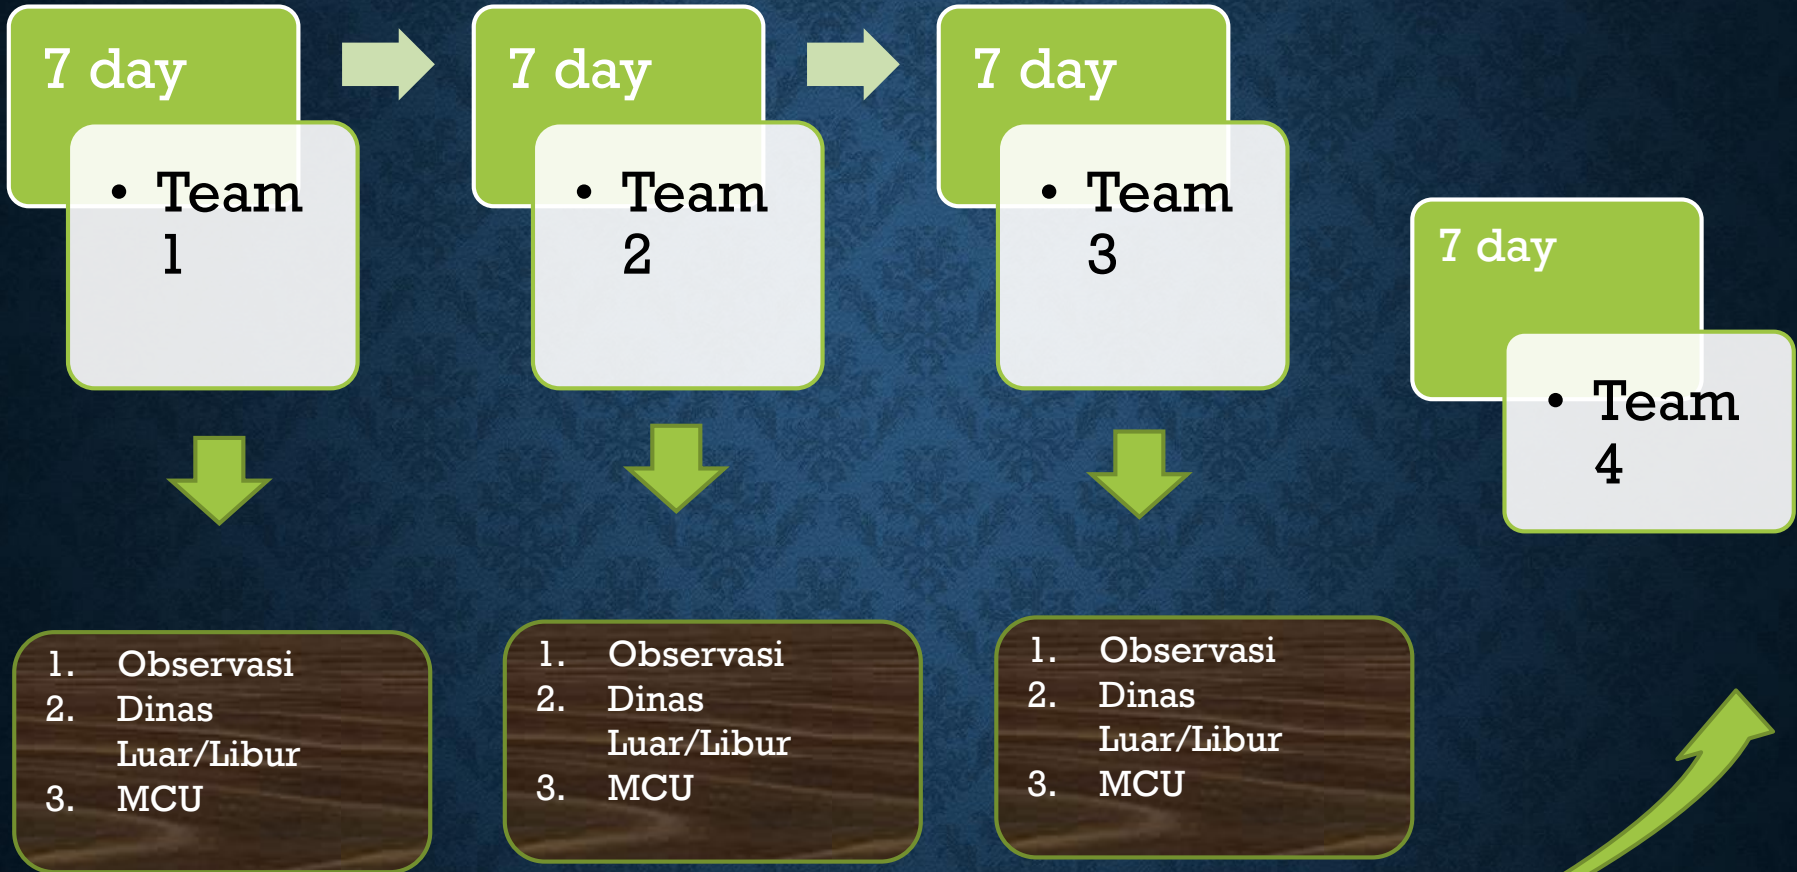 7 day
• Team
1
7 day
• Team
2
7 day
• Team
3
7 day
• Team
4
1. Observasi
2. Dinas
Luar/Libur
3. MCU
1. Observasi
2. Dinas
Luar/Libur
3. MCU
1. Observasi
2. Dinas
Luar/Libur
3. MCU